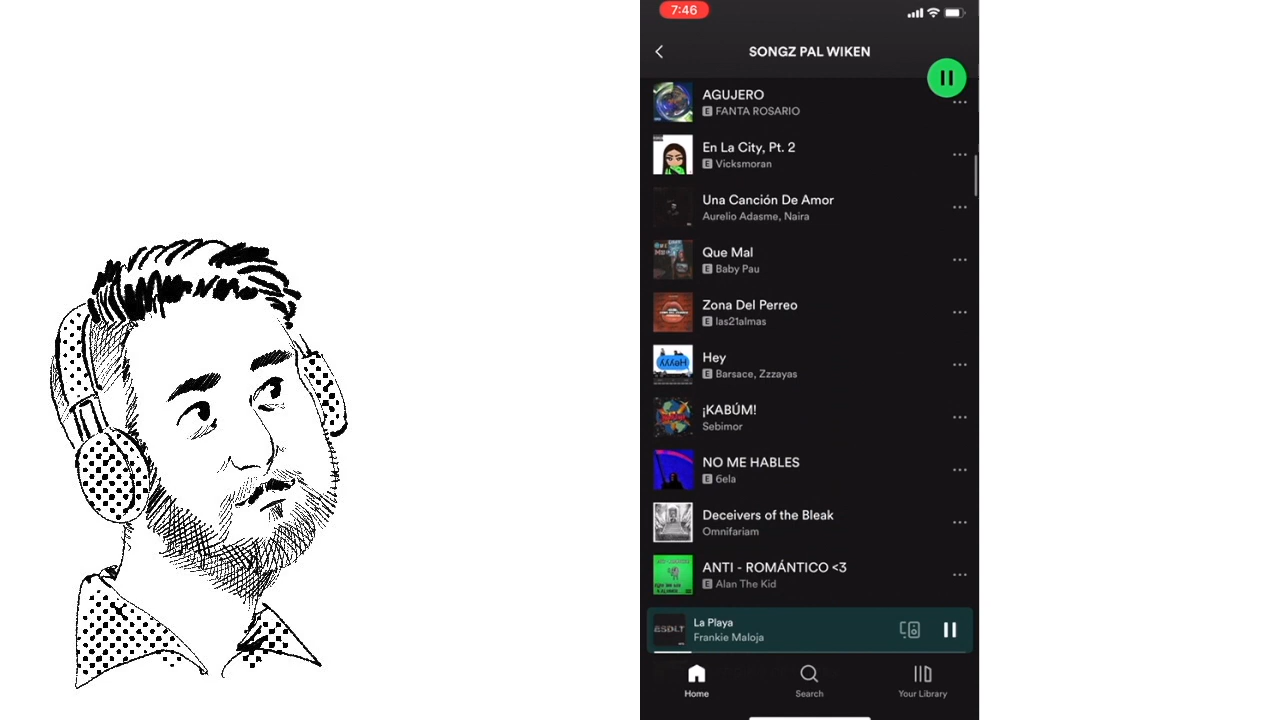 7:46
SONGZ PAL WIKEN
AGUJERO
E FANTA ROSARIO
En La City, Pt. 2
E Vicksmoran
Una Canción De Amor
Aurelio Adasme, Naira
Que Mal
E Baby Pau
Zona Del Perreo
E las21almas
Hey
E Barsace, Zzzayas
¡KABÚM!
Sebimor
NO ME HABLES
E 6ela
Deceivers of the Bleak
Omnifariam
ANTI - ROMÁNTICO <3
E Alan The Kid
ESDLT
La Playa
Frankie Maloja
Home
Search
Your Library